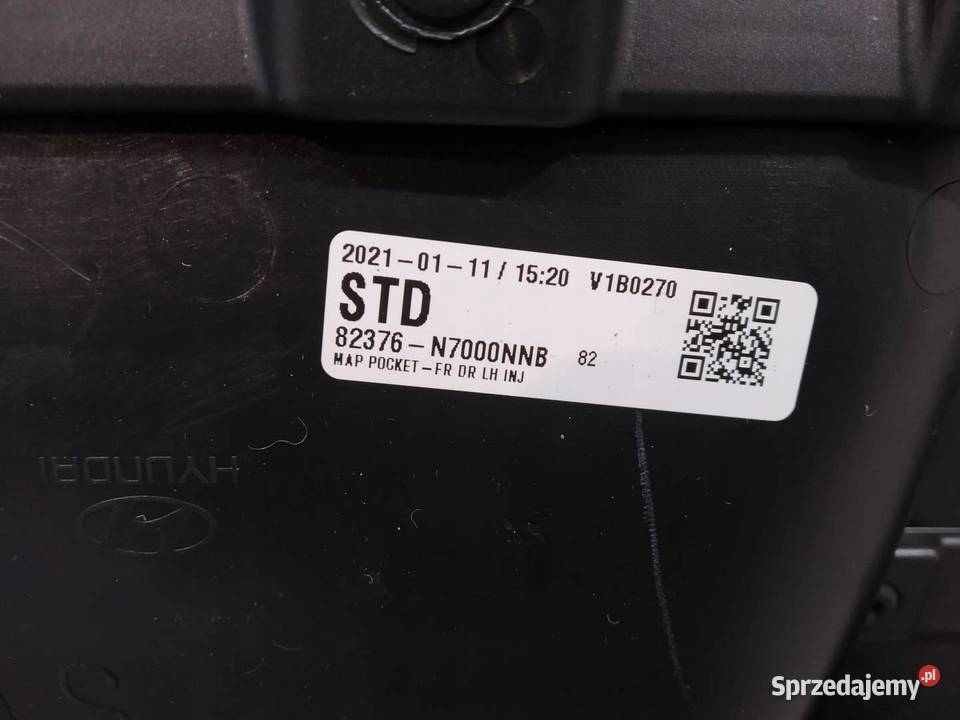 2021-01-11/ 15:20 V1B0270
STD
82376-N7000NNB 82
MAP POCKET-FR DR LH INJ
HYUNDAI
Sprzedajemy.pl